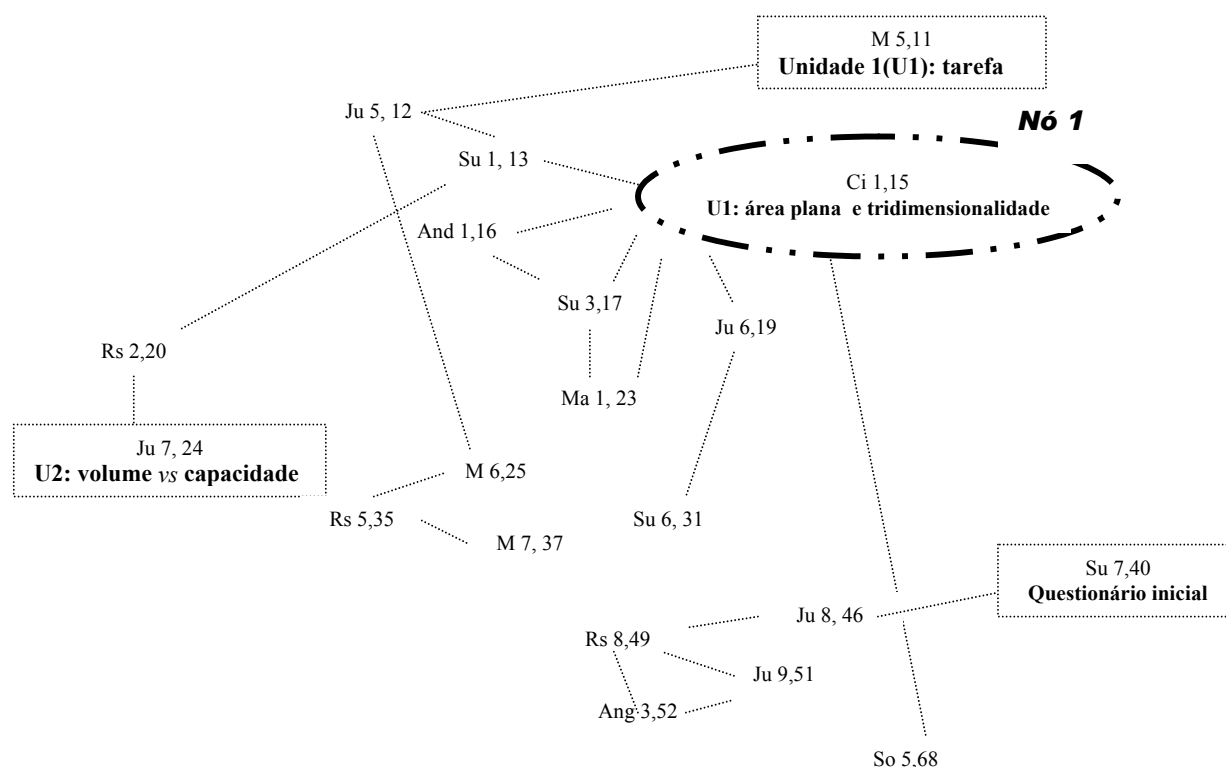 M 5,11
Unidade 1(U1): tarefa
Ju 5, 12
Nó 1
Su 1, 13
Ci 1,15
U1: área plana e tridimensionalidade
And 1,16
Su 3,17
Ju 6,19
Rs 2,20
Ma 1, 23
Ju 7, 24
U2: volume vs capacidade
M 6,25
Rs 5,35
Su 6, 31
M 7, 37
Su 7,40
Questionário inicial
Ju 8, 46
Rs 8,49
Ju 9,51
Ang 3,52
So 5,68